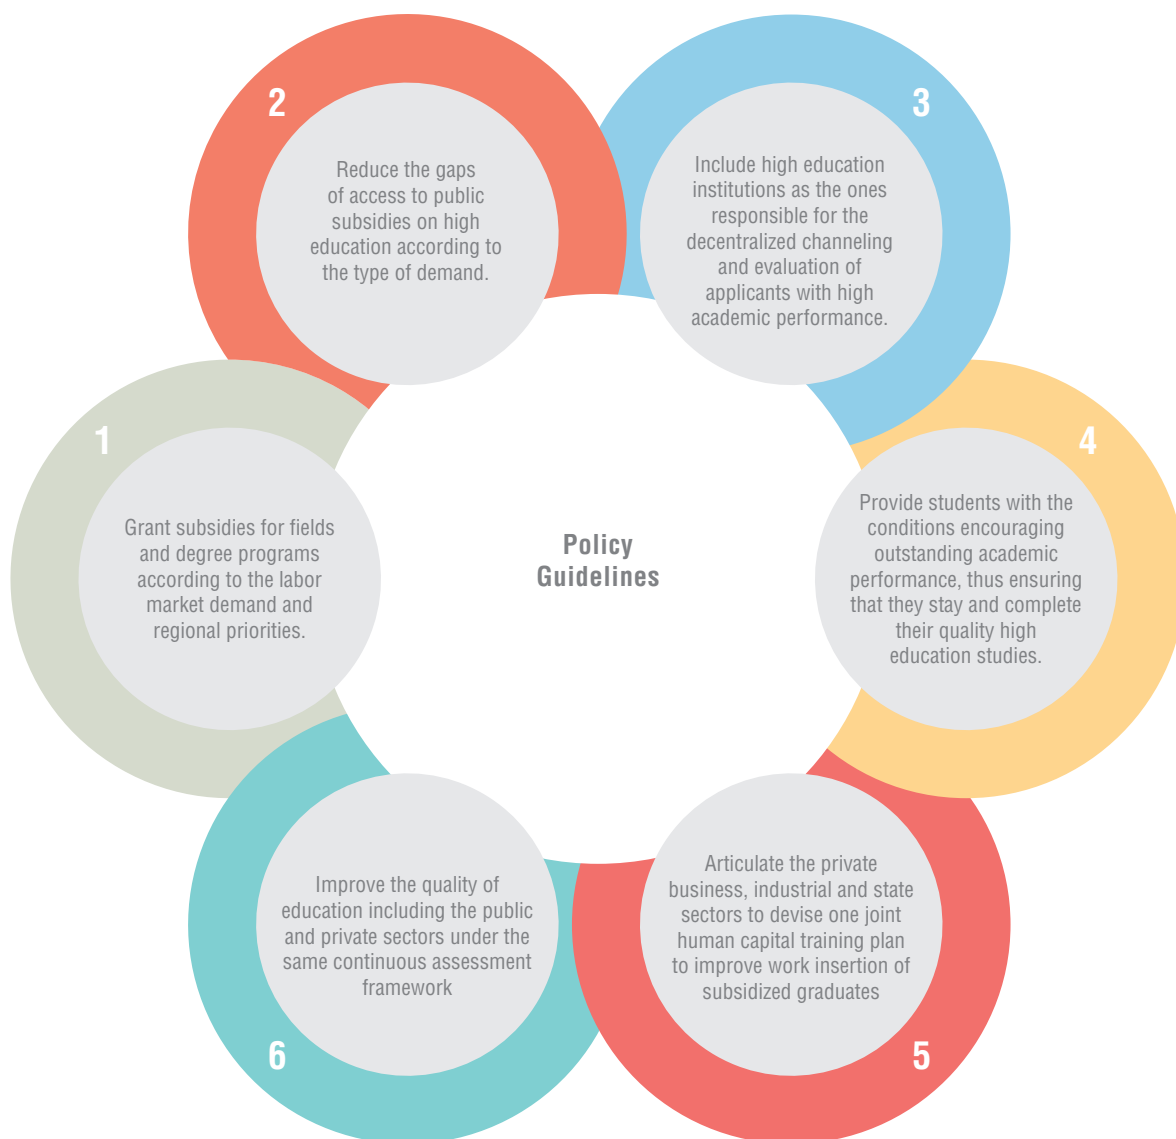 Policy
Guidelines
1
Grant subsidies for fields
and degree programs
according to the labor
market demand and
regional priorities.
2
Reduce the gaps
of access to public
subsidies on high
education according to
the type of demand.
3
Include high education
institutions as the ones
responsible for the
decentralized channeling
and evaluation of
applicants with high
academic performance.
4
Provide students with the
conditions encouraging
outstanding academic
performance, thus ensuring
that they stay and complete
their quality high
education studies.
5
Articulate the private
business, industrial and state
sectors to devise one joint
human capital training plan
to improve work insertion of
subsidized graduates
6
Improve the quality of
education including the public
and private sectors under the
same continuous assessment
framework